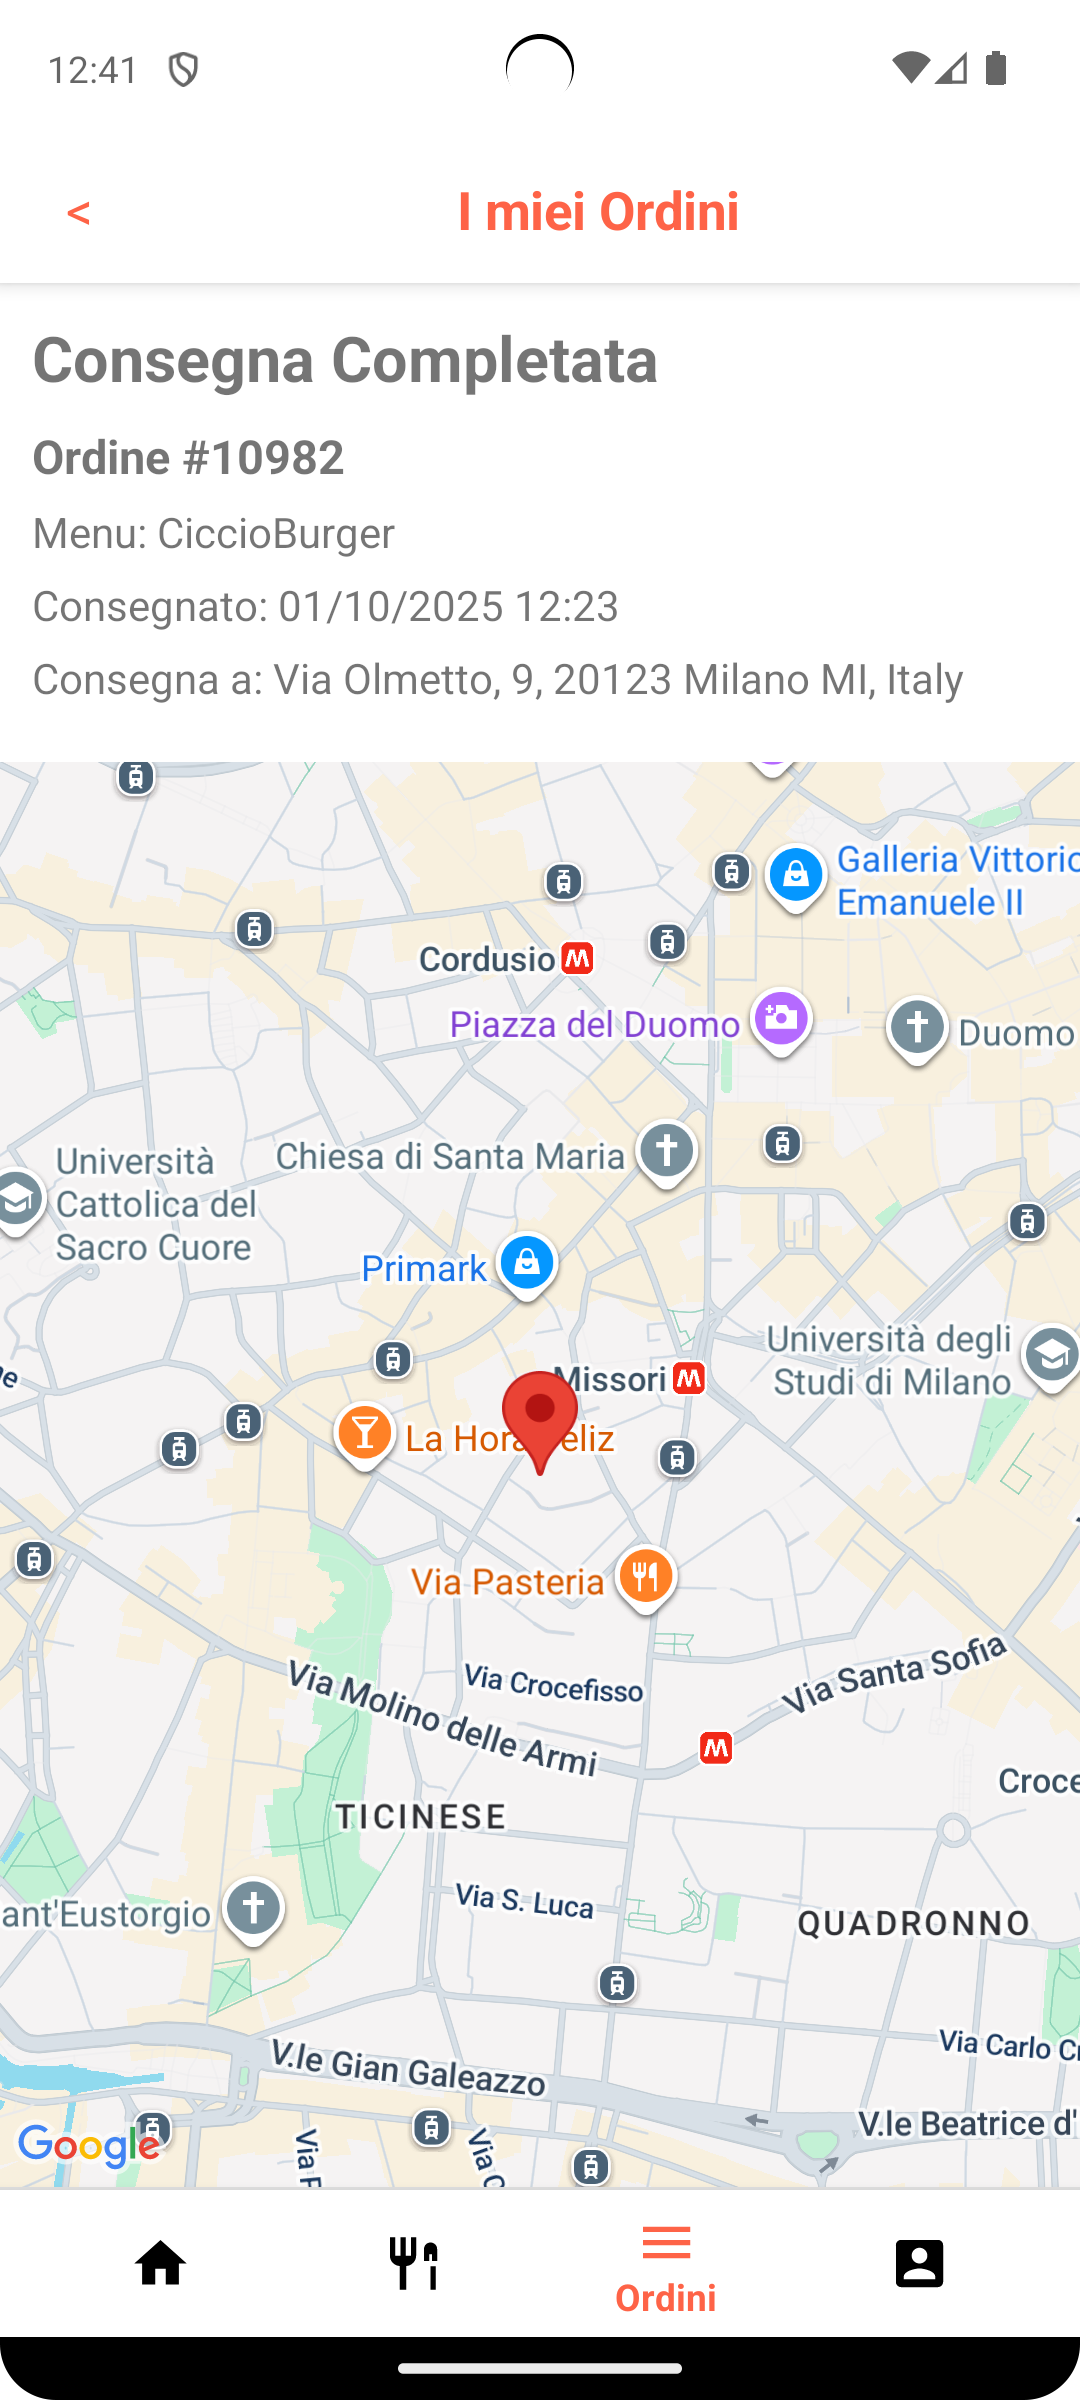 12:41
< I miei Ordini
Consegna Completata
Ordine #10982
Menu: CiccioBurger
Consegnato: 01/10/2025 12:23
Consegna a: Via Olmetto, 9, 20123 Milano MI, Italy
Galleria Vittorio
Emanuele II
Cordusio
Piazza del Duomo
Duomo
Chiesa di Santa Maria
Università
Cattolica del
Sacro Cuore
Primark
Università degli
Studi di Milano
Missori
La Hora Feliz
Via Pasteria
Via Crocefisso
Via Santa Sofia
Via Molino delle Armi
Croce
TICINESE
Via S. Luca
ant'Eustorgio
QUADRONNO
Via Carlo Cr
V.le Gian Galeazzo
V.le Beatrice d'
Google
Ordini